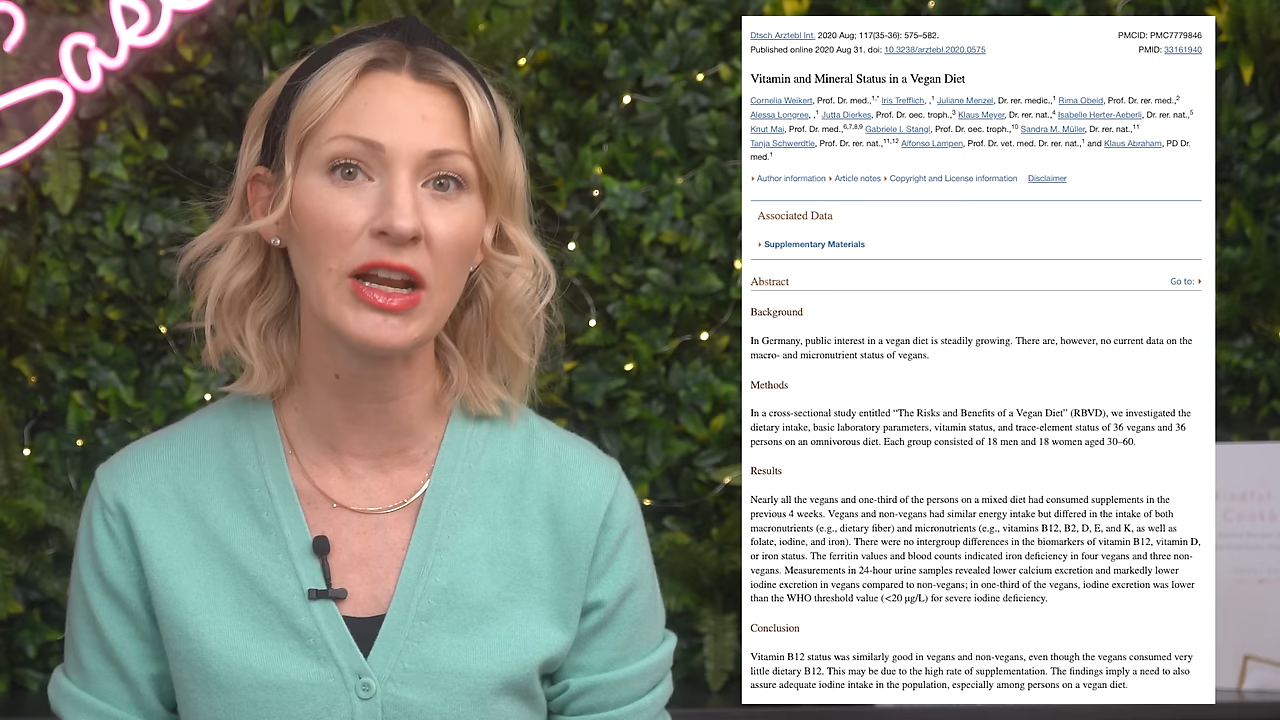 Dtsch Arztebl Int. 2020 Aug; 117(35-36): 575–582.
PMCID: PMC7779846
Published online 2020 Aug 31. doi: 10.3238/arztebl.2020.0575
PMID: 33161940
Vitamin and Mineral Status in a Vegan Diet
Cornelia Weikert, Prof. Dr. med.,1,* Iris Trefflich, ,1 Juliane Menzel, Dr. rer. medic.,1 Rima Obeid, Prof. Dr. rer. med.,2
Alessa Longree, ,1 Jutta Dierkes, Prof. Dr. oec. troph.,3 Klaus Meyer, Dr. rer. nat.,4 Isabelle Herter-Aeberli, Dr. rer. nat.,5
Knut Mai, Prof. Dr. med.,6,7,8,9 Gabriele I. Stangl, Prof. Dr. oec. troph.,10 Sandra M. Müller, Dr. rer. nat.,11
Tanja Schwerdtle, Prof. Dr. rer. nat.,11,12 Alfonso Lampen, Prof. Dr. vet. med. Dr. rer. nat.,1 and Klaus Abraham, PD Dr.
med.1
Author information Article notes Copyright and License information Disclaimer
Associated Data
Supplementary Materials
Abstract
Go to:
Background
In Germany, public interest in a vegan diet is steadily growing. There are, however, no current data on the
macro- and micronutrient status of vegans.
Methods
In a cross-sectional study entitled “The Risks and Benefits of a Vegan Diet” (RBVD), we investigated the
dietary intake, basic laboratory parameters, vitamin status, and trace-element status of 36 vegans and 36
persons on an omnivorous diet. Each group consisted of 18 men and 18 women aged 30–60.
Results
Nearly all the vegans and one-third of the persons on a mixed diet had consumed supplements in the
previous 4 weeks. Vegans and non-vegans had similar energy intake but differed in the intake of both
macronutrients (e.g., dietary fiber) and micronutrients (e.g., vitamins B12, B2, D, E, and K, as well as
folate, iodine, and iron). There were no intergroup differences in the biomarkers of vitamin B12, vitamin D,
or iron status. The ferritin values and blood counts indicated iron deficiency in four vegans and three non-
vegans. Measurements in 24-hour urine samples revealed lower calcium excretion and markedly lower
iodine excretion in vegans compared to non-vegans; in one-third of the vegans, iodine excretion was lower
than the WHO threshold value (<20 µg/L) for severe iodine deficiency.
Conclusion
Vitamin B12 status was similarly good in vegans and non-vegans, even though the vegans consumed very
little dietary B12. This may be due to the high rate of supplementation. The findings imply a need to also
assure adequate iodine intake in the population, especially among persons on a vegan diet.